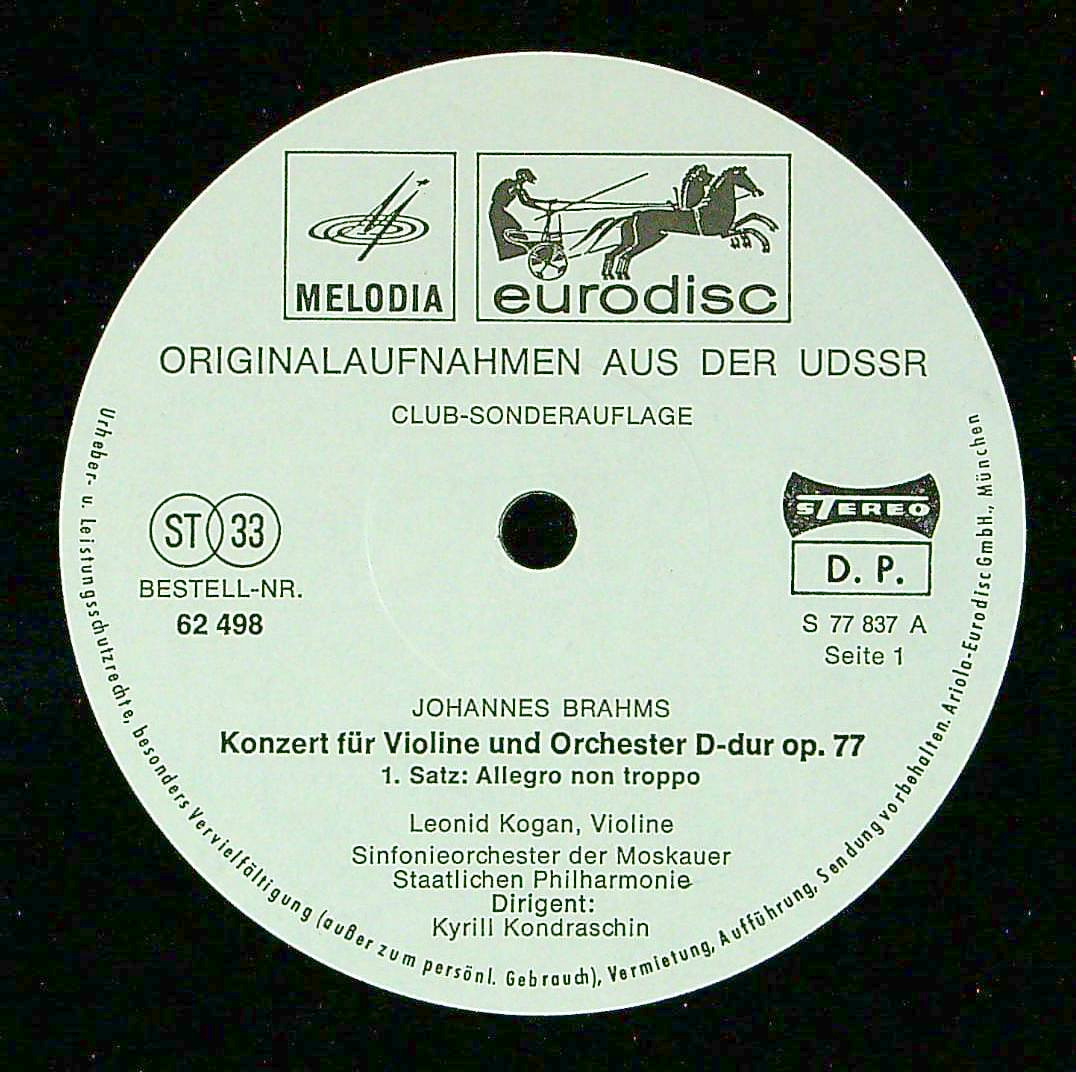 MELODIA
eurodisc
ORIGINALAUFNAHMEN AUS DER UDSSR
CLUB-SONDERAUFLAGE
ST 33
BESTELL-NR.
62 498
STEREO
D. P.
S 77 837 A
Seite 1
JOHANNES BRAHMS
Konzert für Violine und Orchester D-dur op. 77
1. Satz: Allegro non troppo
Leonid Kogan, Violine
Sinfonieorchester der Moskauer
Staatlichen Philharmonie
Dirigent:
Kyrill Kondraschin
Urheber- u. leistungsschutzrechte, besonders Vervielfältigung (außer zum persönl. Gebrauch), Vermietung, Aufführung, Sendung vorbehalten. Ariola-Eurodisc GmbH., München